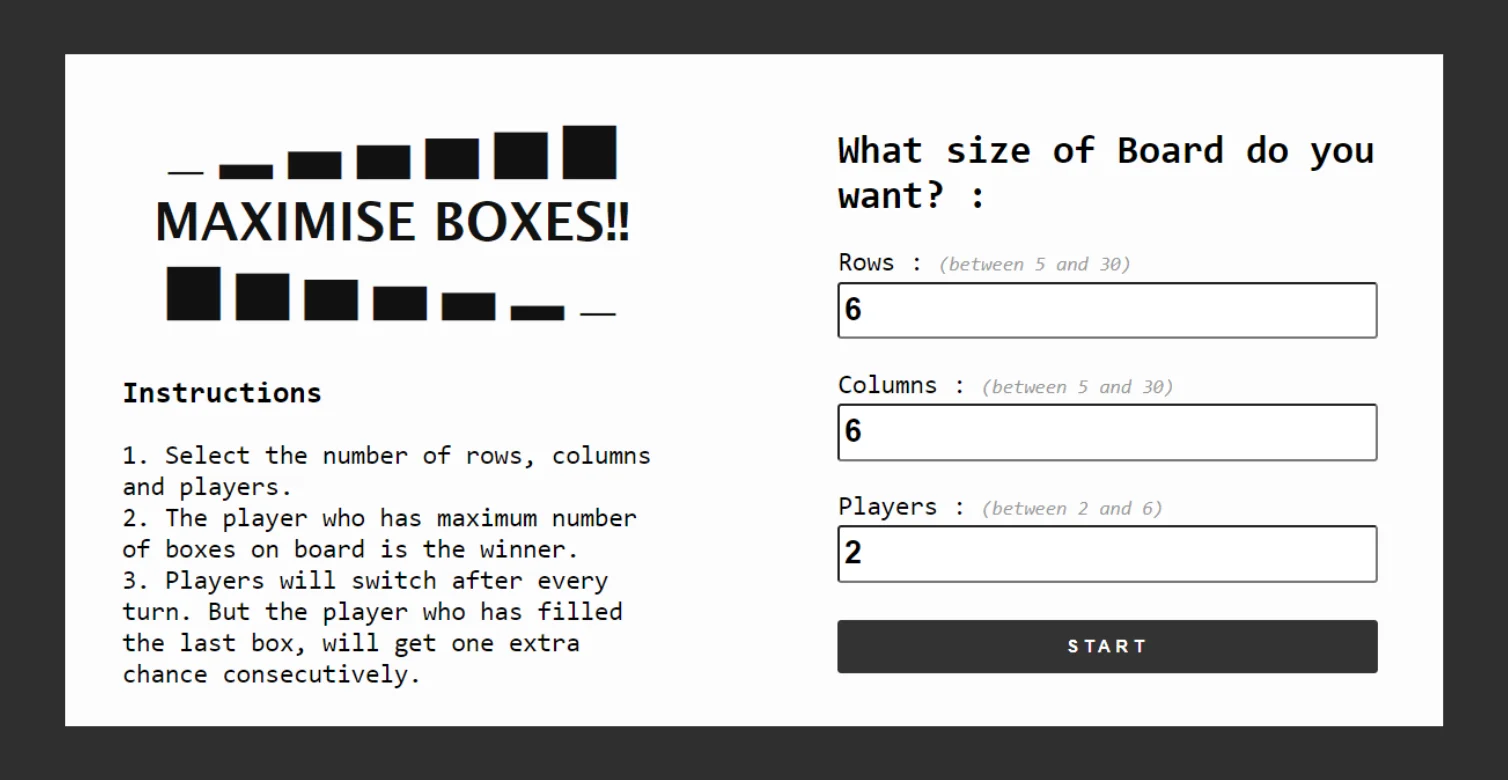 MAXIMISE BOXES!!
Instructions
1. Select the number of rows, columns
and players.
2. The player who has maximum number
of boxes on board is the winner.
3. Players will switch after every
turn. But the player who has filled
the last box, will get one extra
chance consecutively.
What size of Board do you
want? :
Rows : (between 5 and 30)
6
Columns : (between 5 and 30)
6
Players : (between 2 and 6)
2
START